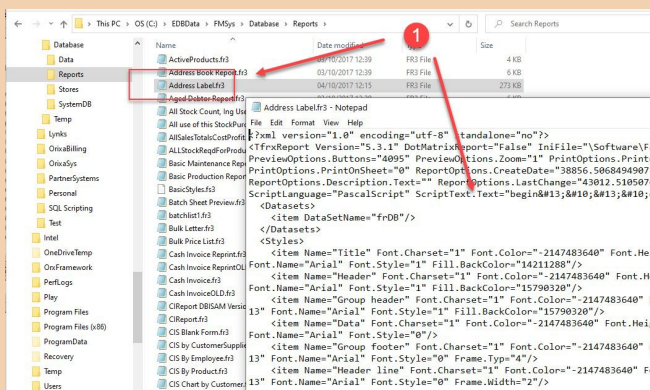 This PC > OS (C:) > EDBData > FMSys > Database > Reports >
Search Reports
Name
Date modified
Size
Database
Data
Reports
Stores
SystemDB
Temp
Lynks
OrixaBilling
OrixaSys
PartnerSystems
Personal
SQL Scripting
Test
Intel
OneDriveTemp
OrxFramework
PerfLogs
Play
Program Files
Program Files (x86)
ProgramData
Recovery
Temp
Users
ActiveProducts.fr3 03/10/2017 12:39 FR3 File 4 KB
Address Book Report.fr3 03/10/2017 12:39 FR3 File 6 KB
Address Label.fr3 04/10/2017 12:15 FR3 File 273 KB
Aged Debtor Report.fr3
All Stock Count, Ing Use
All use of this StockPur
AllSalesTotalsCostProfit
ALLStockReqdForProdu
Basic Maintenance Rep
Basic Production Repor
BasicStyles.fs3
Batch Sheet Preview.fr3
batchlist1.fr3
Bulk Letter.fr3
Bulk Price List.fr3
Cash Invoice Reprint.fr3
Cash Invoice ReprintOL
Cash Invoice.fr3
Cash InvoiceOLD.fr3
CIReport DBISAM Versio
CIReport.fr3
CIS Blank Form.fr3
CIS by CustomerSupplie
CIS By Employee.fr3
CIS By Product.fr3
CIS Chart by Customer.
1
Address Label.fr3 - Notepad
File Edit Format View Help
<?xml version="1.0" encoding="utf-8" standalone="no"?>
<TfrxReport Version="5.3.1" DotMatrixReport="False" IniFile="\Software\F
PreviewOptions.Buttons="4095" PreviewOptions.Zoom="1" PrintOptions.Print
PrintOptions.PrintOnSheet="0" ReportOptions.CreateDate="38856.5068494907
ReportOptions.Description.Text="" ReportOptions.LastChange="43012.510507
ScriptLanguage="PascalScript" ScriptText.Text="begin&#13;&#10;&#13;&#10;
<Datasets>
<item DataSetName="frDB"/>
</Datasets>
<Styles>
<item Name="Title" Font.Charset="1" Font.Color="-2147483640" Font.He
Font.Name="Arial" Font.Style="1" Fill.BackColor="14211288"/>
<item Name="Header" Font.Charset="1" Font.Color="-2147483640" Font.H
Font.Name="Arial" Font.Style="1" Fill.BackColor="15790320"/>
<item Name="Group header" Font.Charset="1" Font.Color="-2147483640"
13" Font.Name="Arial" Font.Style="1" Fill.BackColor="15790320"/>
<item Name="Data" Font.Charset="1" Font.Color="-2147483640" Font.Hei
Font.Name="Arial" Font.Style="0"/>
<item Name="Group footer" Font.Charset="1" Font.Color="-2147483640"
13" Font.Name="Arial" Font.Style="0" Frame.Typ="4"/>
<item Name="Header line" Font.Charset="1" Font.Color="-2147483640" F
13" Font.Name="Arial" Font.Style="0" Frame.Width="2"/>